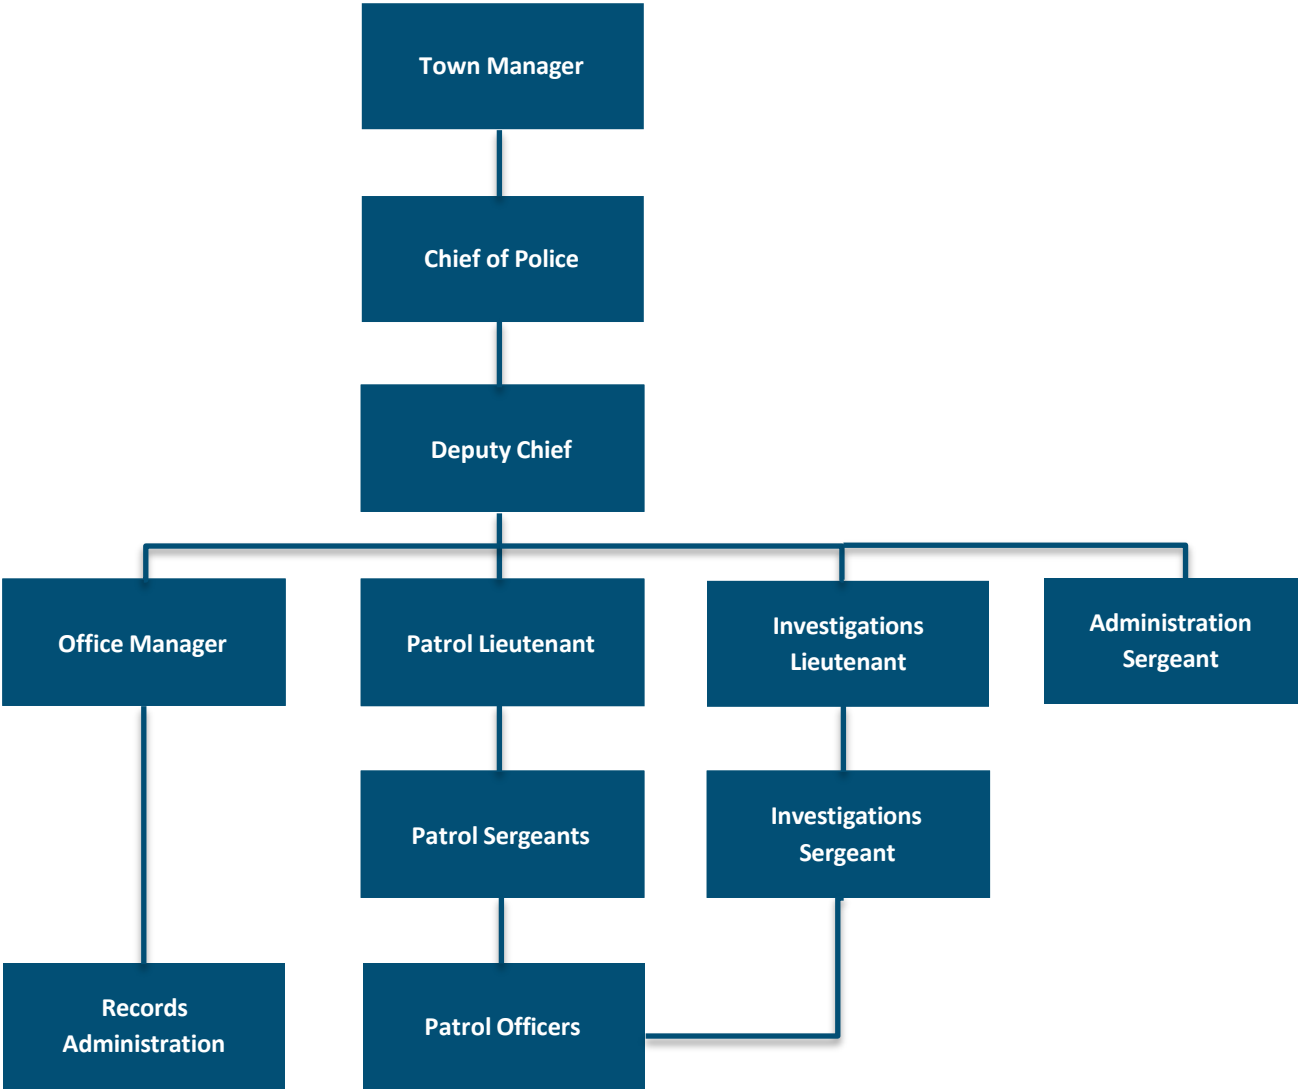 Town Manager
Chief of Police
Deputy Chief
Office Manager
Patrol Lieutenant
Investigations
Lieutenant
Administration
Sergeant
Patrol Sergeants
Investigations
Sergeant
Records
Administration
Patrol Officers